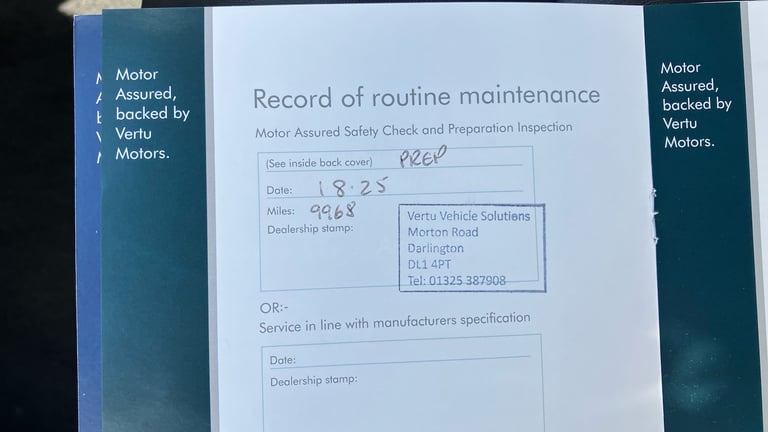 Motor
Assured,
backed by
Vertu
Motors.
Record of routine maintenance
Motor Assured Safety Check and Preparation Inspection
(See inside back cover) PREP
Date: 18.25
Miles: 9968
Dealership stamp:
Vertu Vehicle Solutions
Morton Road
Darlington
DL1 4PT
Tel: 01325 387908
OR:-
Service in line with manufacturers specification
Date:
Dealership stamp:
Motor
Assured,
backed by
Vertu
Motors.